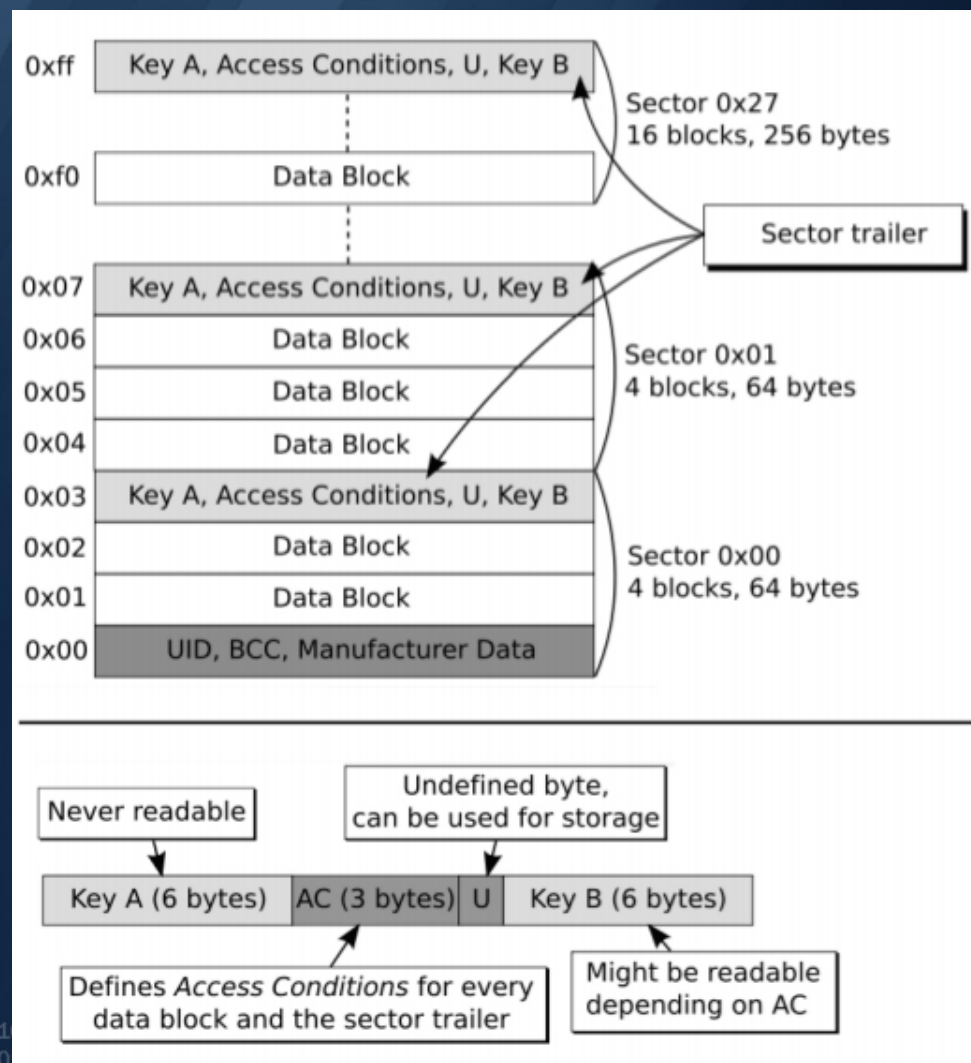 0xff Key A, Access Conditions, U, Key B
Sector 0x27
16 blocks, 256 bytes
0xf0 Data Block
Sector trailer
0x07 Key A, Access Conditions, U, Key B
0x06 Data Block
Sector 0x01
4 blocks, 64 bytes
0x05 Data Block
0x04 Data Block
0x03 Key A, Access Conditions, U, Key B
0x02 Data Block
Sector 0x00
4 blocks, 64 bytes
0x01 Data Block
0x00 UID, BCC, Manufacturer Data
Never readable
Undefined byte,
can be used for storage
Key A (6 bytes) AC (3 bytes) U Key B (6 bytes)
Defines Access Conditions for every
data block and the sector trailer
Might be readable
depending on AC